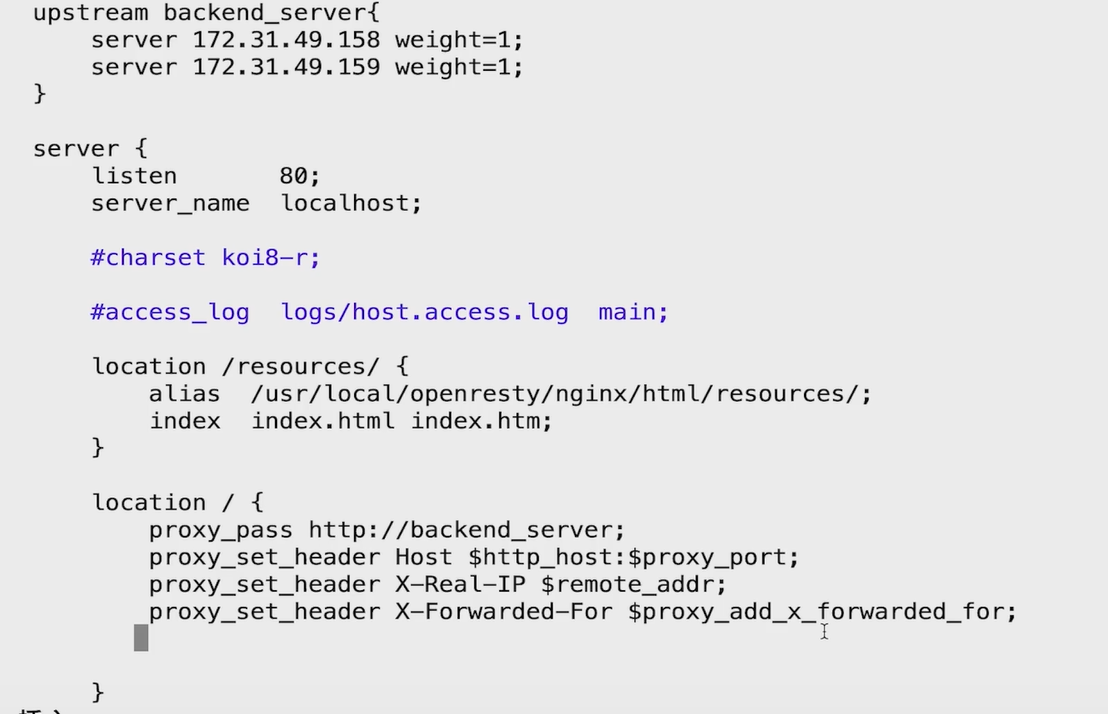 upstream backend_server{
server 172.31.49.158 weight=1;
server 172.31.49.159 weight=1;
}
server {
listen 80;
server_name localhost;
#charset koi8-r;
#access_log logs/host.access.log main;
location /resources/ {
alias /usr/local/openresty/nginx/html/resources/;
index index.html index.htm;
}
location / {
proxy_pass http://backend_server;
proxy_set_header Host $http_host:$proxy_port;
proxy_set_header X-Real-IP $remote_addr;
proxy_set_header X-Forwarded-For $proxy_add_x_forwarded_for;
}